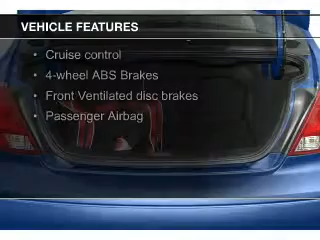 VEHICLE FEATURES
• Cruise control
• 4-wheel ABS Brakes
• Front Ventilated disc brakes
• Passenger Airbag